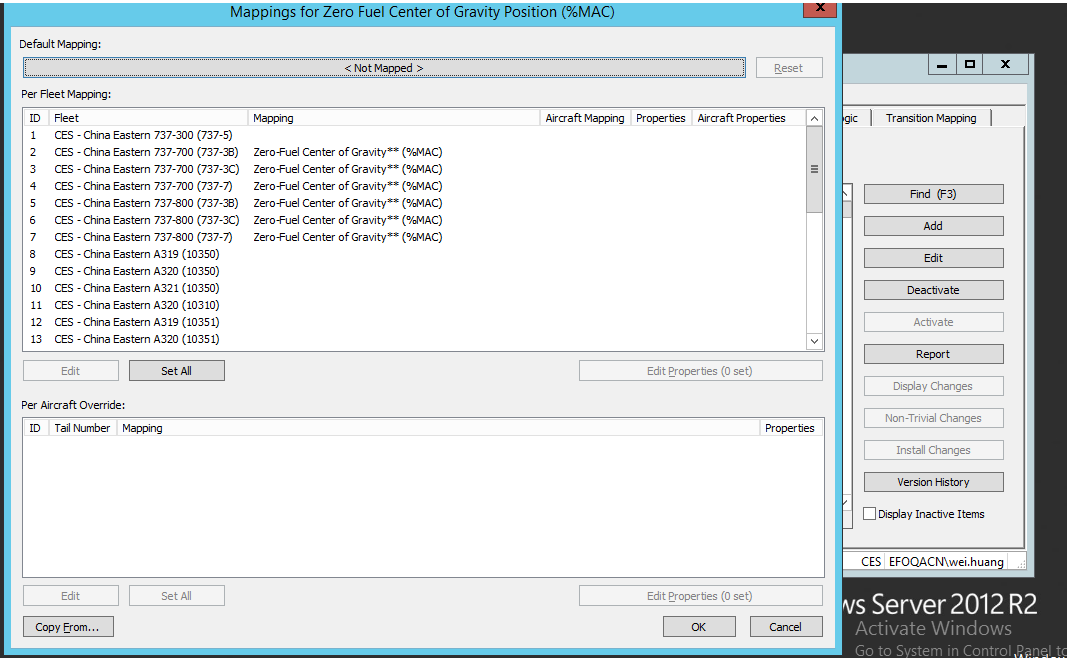 Mappings for Zero Fuel Center of Gravity Position (%MAC)
x
Default Mapping:
< Not Mapped >
Reset
Per Fleet Mapping:
ID Fleet Mapping Aircraft Mapping Properties Aircraft Properties
1 CES - China Eastern 737-300 (737-5)
2 CES - China Eastern 737-700 (737-3B) Zero-Fuel Center of Gravity** (%MAC)
3 CES - China Eastern 737-700 (737-3C) Zero-Fuel Center of Gravity** (%MAC)
4 CES - China Eastern 737-700 (737-7) Zero-Fuel Center of Gravity** (%MAC)
5 CES - China Eastern 737-800 (737-3B) Zero-Fuel Center of Gravity** (%MAC)
6 CES - China Eastern 737-800 (737-3C) Zero-Fuel Center of Gravity** (%MAC)
7 CES - China Eastern 737-800 (737-7) Zero-Fuel Center of Gravity** (%MAC)
8 CES - China Eastern A319 (10350)
9 CES - China Eastern A320 (10350)
10 CES - China Eastern A321 (10350)
11 CES - China Eastern A320 (10310)
12 CES - China Eastern A319 (10351)
13 CES - China Eastern A320 (10351)
Edit Set All Edit Properties (0 set)
Per Aircraft Override:
ID Tail Number Mapping Properties
Edit Set All Edit Properties (0 set)
Copy From... OK Cancel
X
ogic Transition Mapping
Find (F3)
Add
Edit
Deactivate
Activate
Report
Display Changes
Non-Trivial Changes
Install Changes
Version History
Display Inactive Items
CES EFOQACN\wei.huang
ws Server 2012 R2
Activate Windows
Go to System in Control Panel to